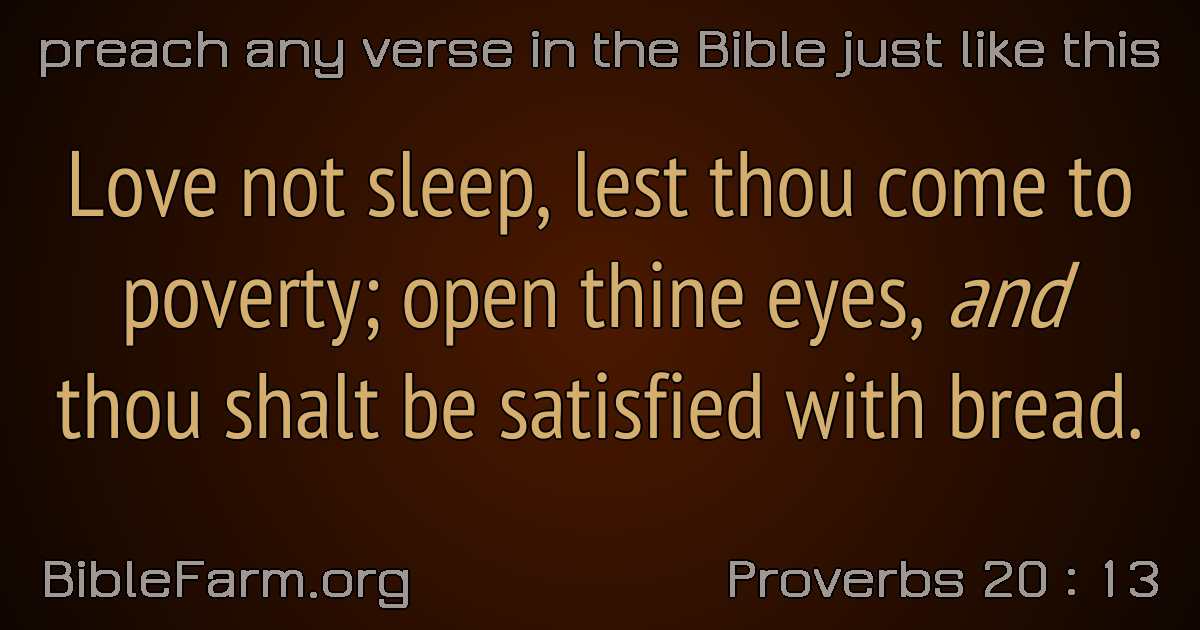 preach any verse in the Bible just like this
Love not sleep, lest thou come to
poverty; open thine eyes, and
thou shalt be satisfied with bread.
BibleFarm.org
Proverbs 20 : 13